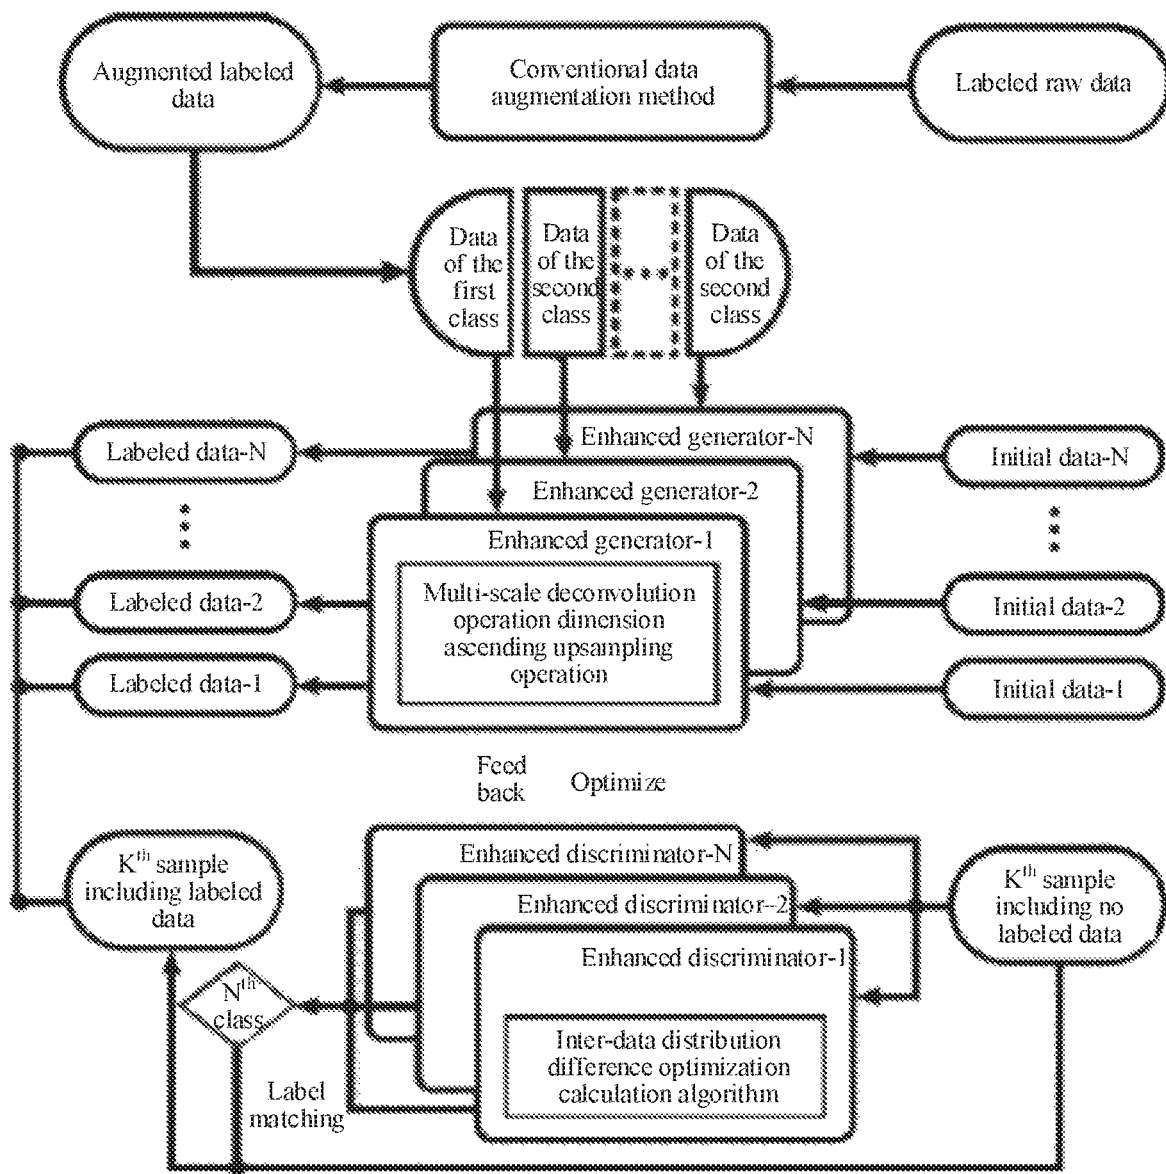 Augmented labeled
data
Conventional data
augmentation method
Labeled raw data
Data
of the
first
class
Data
of the
second
class
Data
of the
second
class
Enhanced generator-N
Labeled data-N
Initial data-N
Enhanced generator-2
Enhanced generator-1
Multi-scale deconvolution
operation dimension
ascending upsampling
operation
Labeled data-2
Initial data-2
Labeled data-1
Initial data-1
Feed
back
Optimize
Enhanced discriminator-N
Kth sample
including labeled
data
Enhanced discriminator-2
Kth sample
including no
labeled data
Enhanced discriminator-1
Nth
class
Inter-data distribution
difference optimization
calculation algorithm
Label
matching